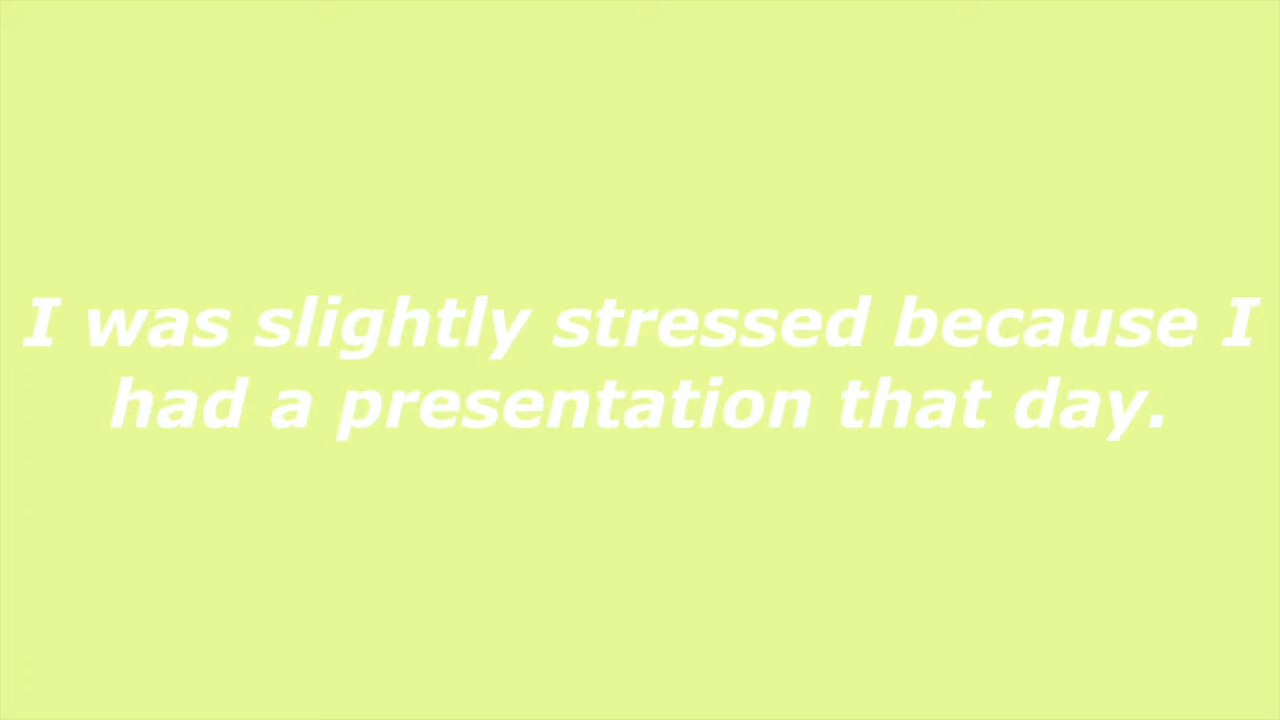 I was slightly stressed because I
had a presentation that day.